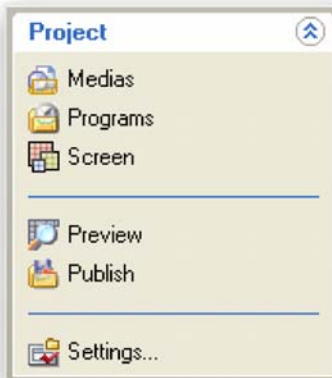 Project
Medias
Programs
Screen
Preview
Publish
Settings...